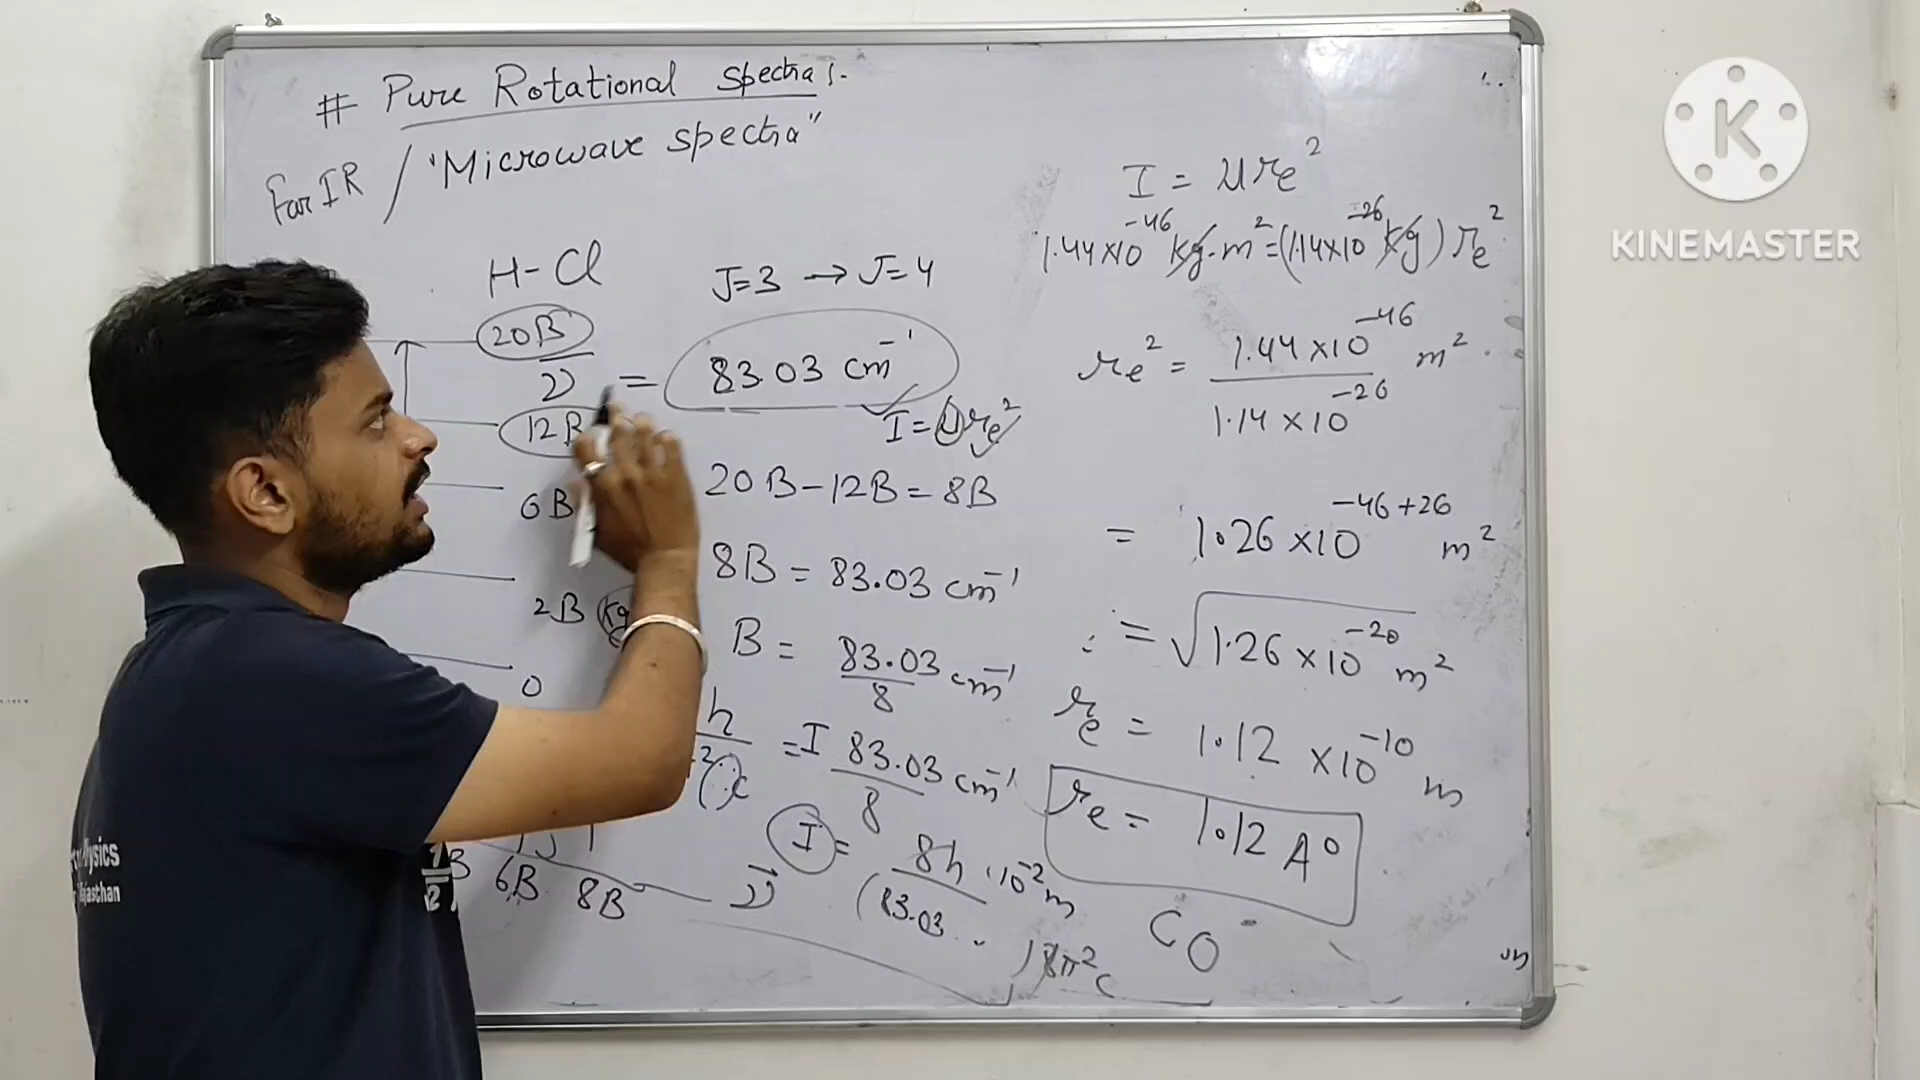 # Pure Rotational Spectra :-
Far IR / "Microwave spectra"
H-Cl
20B
ν̄ = 83.03 cm⁻¹
12B
6B
2B kg
0
J=3 → J=4
I = μre²
20B-12B = 8B
8B = 83.03 cm⁻¹
B = 83.03/8 cm⁻¹
h = I 83.03/8 cm⁻¹
I = 8h/(83.03 ) 8π²c · 10⁻² m
6B 8B ν̄
I = μre²
1.44×10⁻⁴⁶ kg·m² = (1.14×10⁻²⁶ kg) re²
re² = 1.44×10⁻⁴⁶/1.14×10⁻²⁶ m²
= 1.26×10⁻⁴⁶⁺²⁶ m²
= √1.26×10⁻²⁰ m²
re = 1.12 ×10⁻¹⁰ m
re = 1.12 A°
CO
K
KINEMASTER